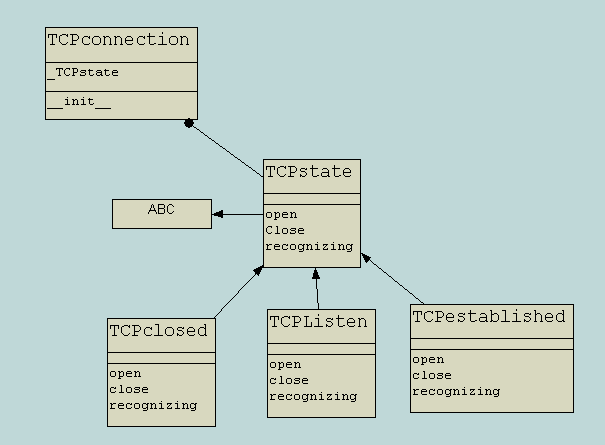 TCPconnection
_TCPstate
__init__
TCPstate
open
Close
recognizing
ABC
TCPclosed
open
close
recognizing
TCPListen
open
close
recognizing
TCPestablished
open
close
recognizing